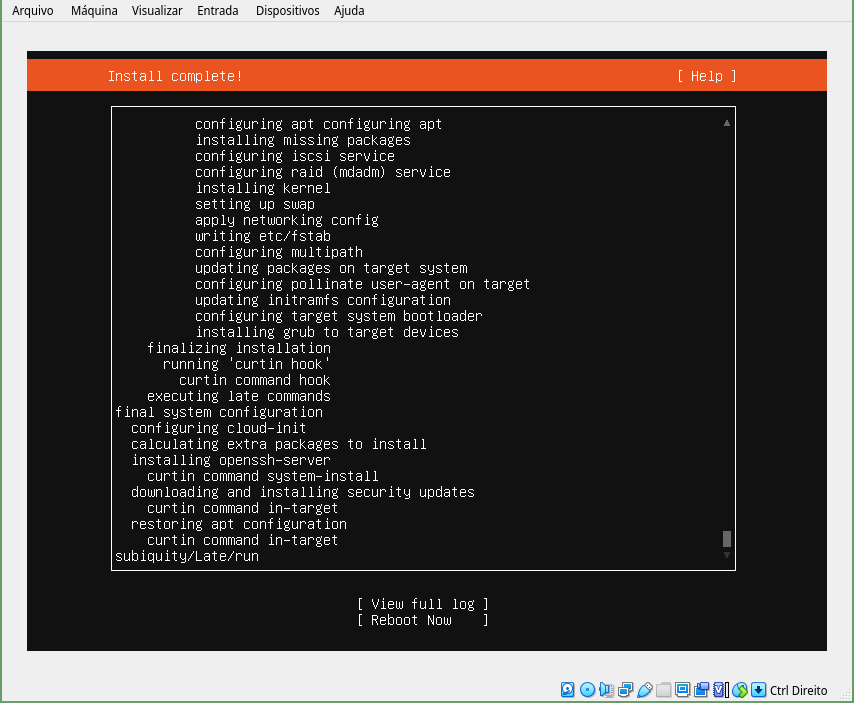 Arquivo Máquina Visualizar Entrada Dispositivos Ajuda
Install complete! [ Help ]
configuring apt configuring apt
installing missing packages
configuring iscsi service
configuring raid (mdadm) service
installing kernel
setting up swap
apply networking config
writing etc/fstab
configuring multipath
updating packages on target system
configuring pollinate user-agent on target
updating initramfs configuration
configuring target system bootloader
installing grub to target devices
finalizing installation
running 'curtin hook'
curtin command hook
executing late commands
final system configuration
configuring cloud-init
calculating extra packages to install
installing openssh-server
curtin command system-install
downloading and installing security updates
curtin command in-target
restoring apt configuration
curtin command in-target
subiquity/Late/run
[ View full log ]
[ Reboot Now ]
Ctrl Direito